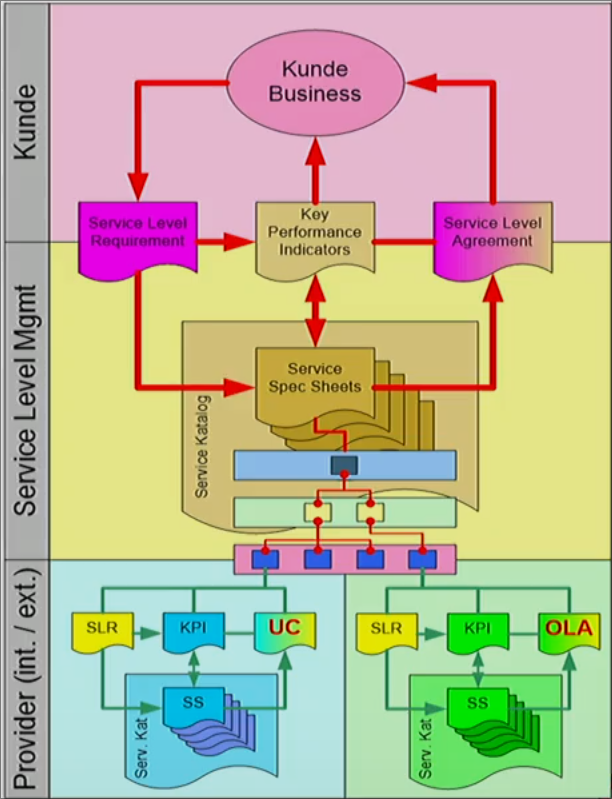 Kunde
Kunde
Business
Service Level
Requirement
Key
Performance
Indicators
Service Level
Agreement
Service Level Mgmt
Service
Spec Sheets
Service Katalog
Provider (int. / ext.)
SLR
KPI
UC
SS
Serv. Kat
SLR
KPI
OLA
SS
Serv. Kat